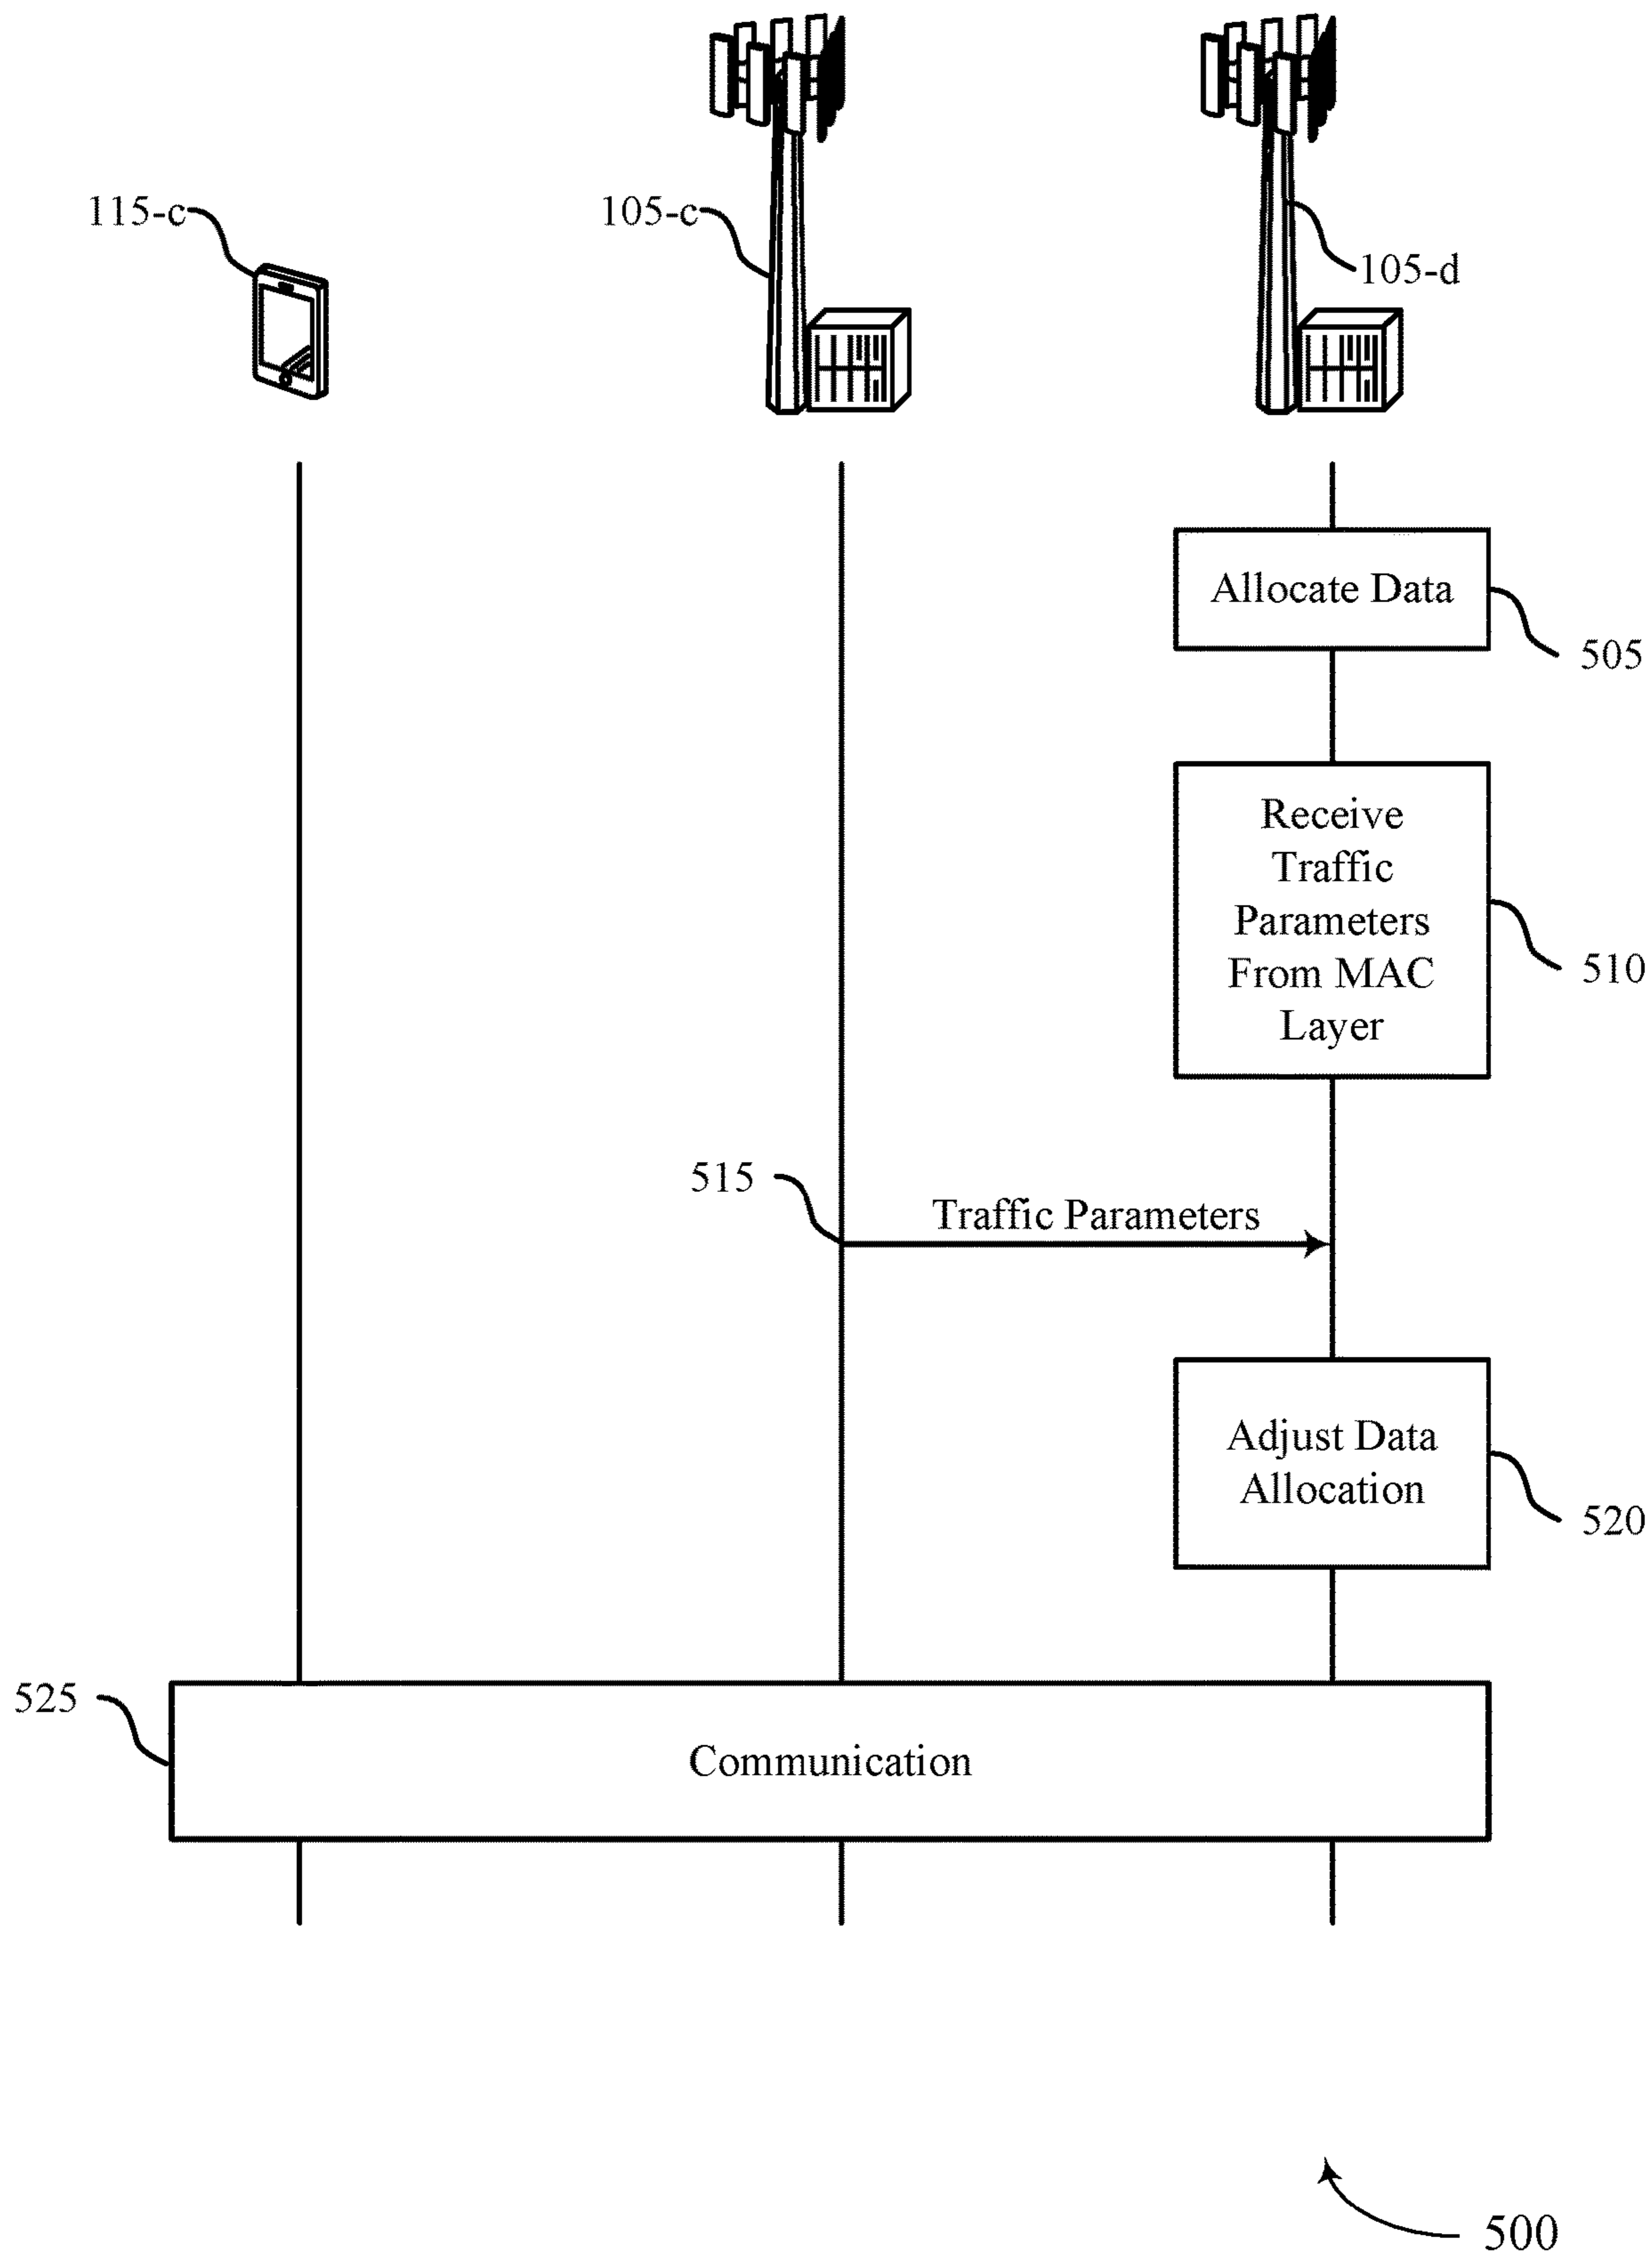 115-c
105-c
105-d
Allocate Data
505
Receive
Traffic
Parameters
From MAC
Layer
510
515
Traffic Parameters
Adjust Data
Allocation
520
525
Communication
500